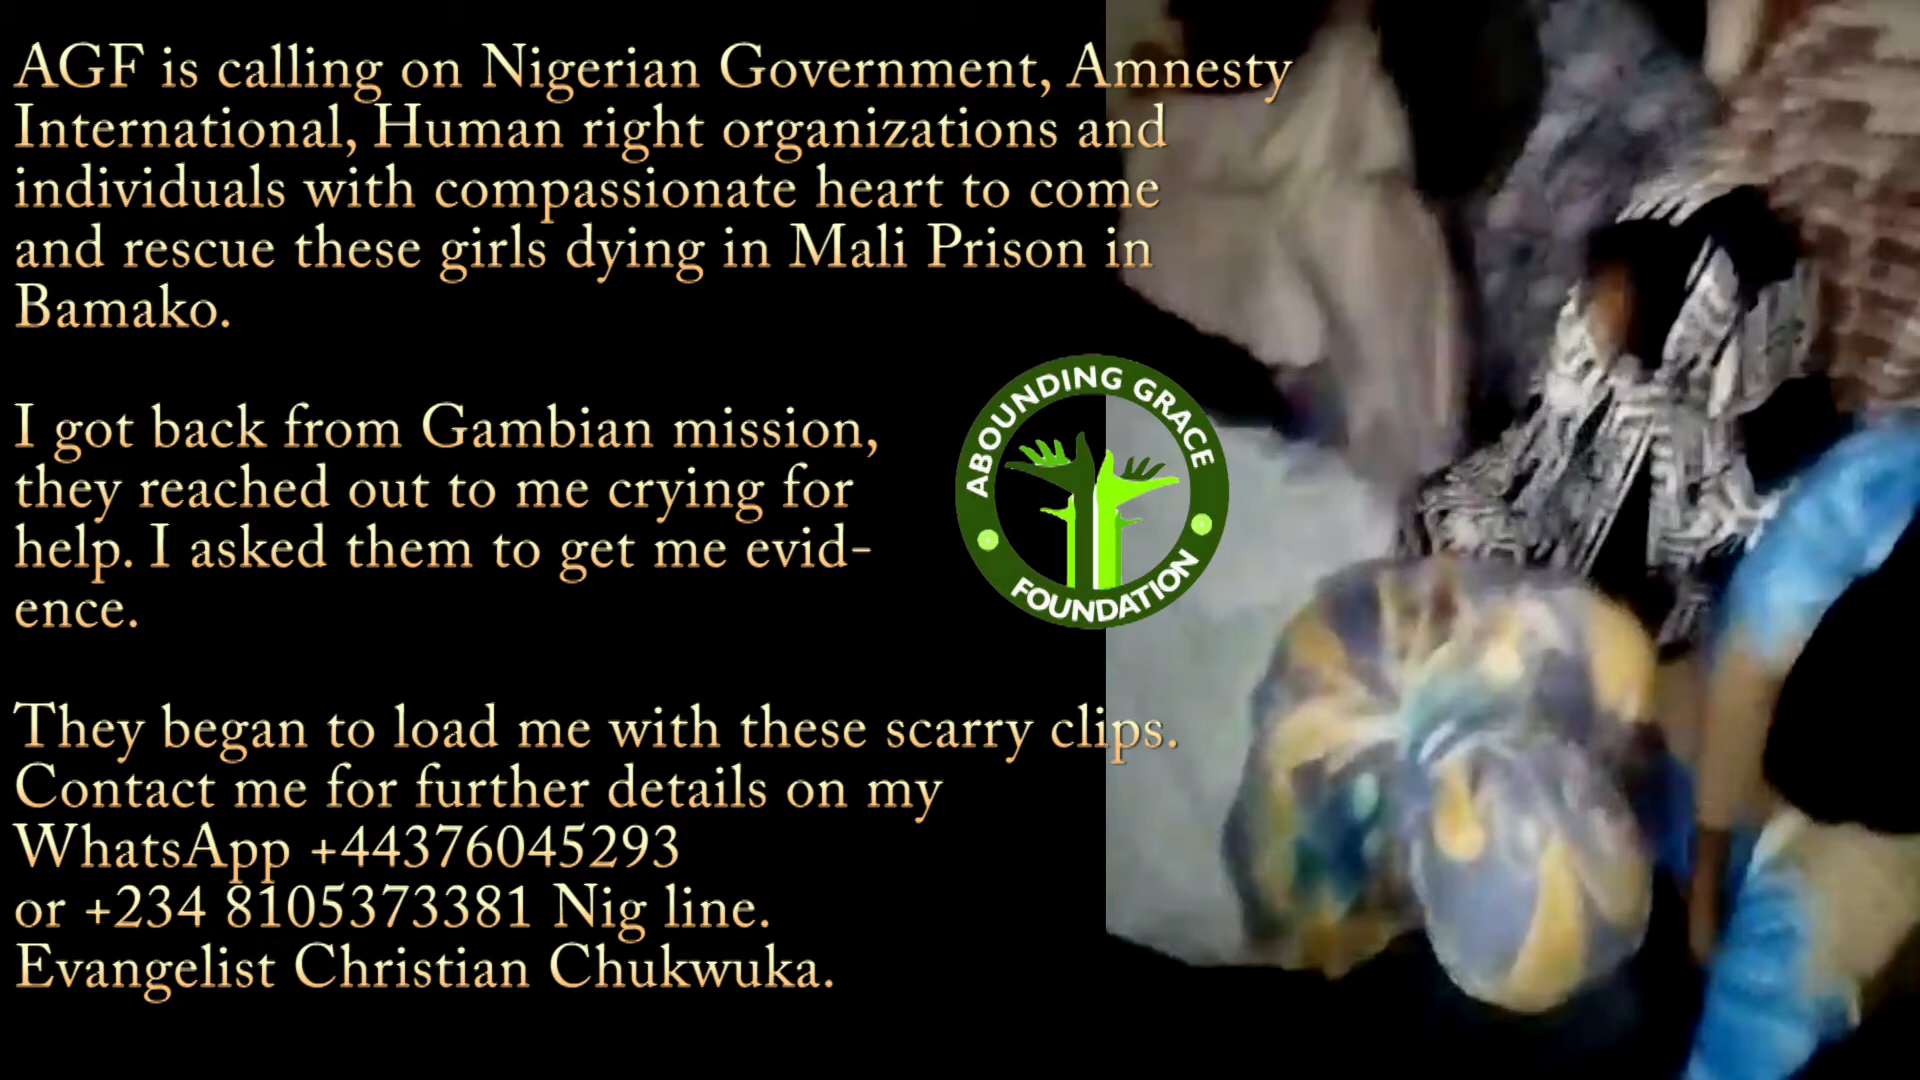 AGF is calling on Nigerian Government, Amnesty
International, Human right organizations and
individuals with compassionate heart to come
and rescue these girls dying in Mali Prison in
Bamako.
I got back from Gambian mission,
they reached out to me crying for
help. I asked them to get me evid-
ence.
They began to load me with these scarry clips.
Contact me for further details on my
WhatsApp +44376045293
or +234 8105373381 Nig line.
Evangelist Christian Chukwuka.
ABOUNDING GRACE
FOUNDATION